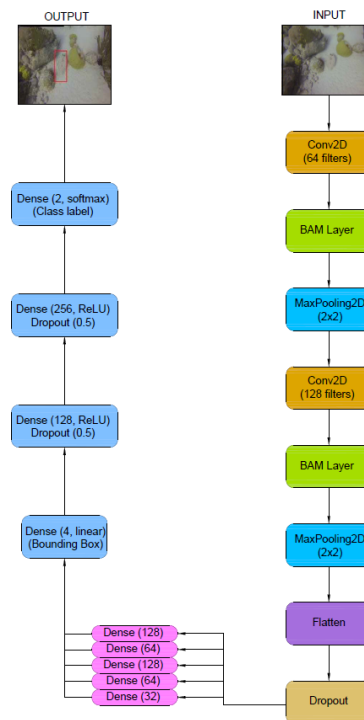 OUTPUT
INPUT
Conv2D
(64 filters)
BAM Layer
MaxPooling2D
(2x2)
Conv2D
(128 filters)
BAM Layer
MaxPooling2D
(2x2)
Flatten
Dropout
Dense (128)
Dense (64)
Dense (128)
Dense (64)
Dense (32)
Dense (4, linear)
(Bounding Box)
Dense (128, ReLU)
Dropout (0.5)
Dense (256, ReLU)
Dropout (0.5)
Dense (2, softmax)
(Class label)